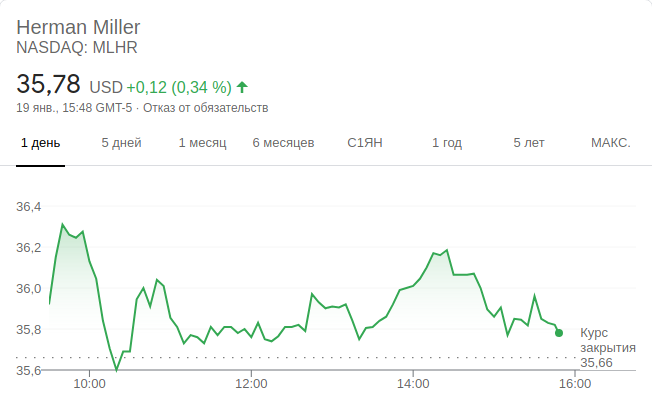 Herman Miller
NASDAQ: MLHR
35,78 USD +0,12 (0,34 %)
19 янв., 15:48 GMT-5 · Отказ от обязательств
1 день 5 дней 1 месяц 6 месяцев С1ЯН 1 год 5 лет МАКС.
36,4
36,2
36,0
35,8
35,6
Курс
закрытия
35,66
10:00 12:00 14:00 16:00